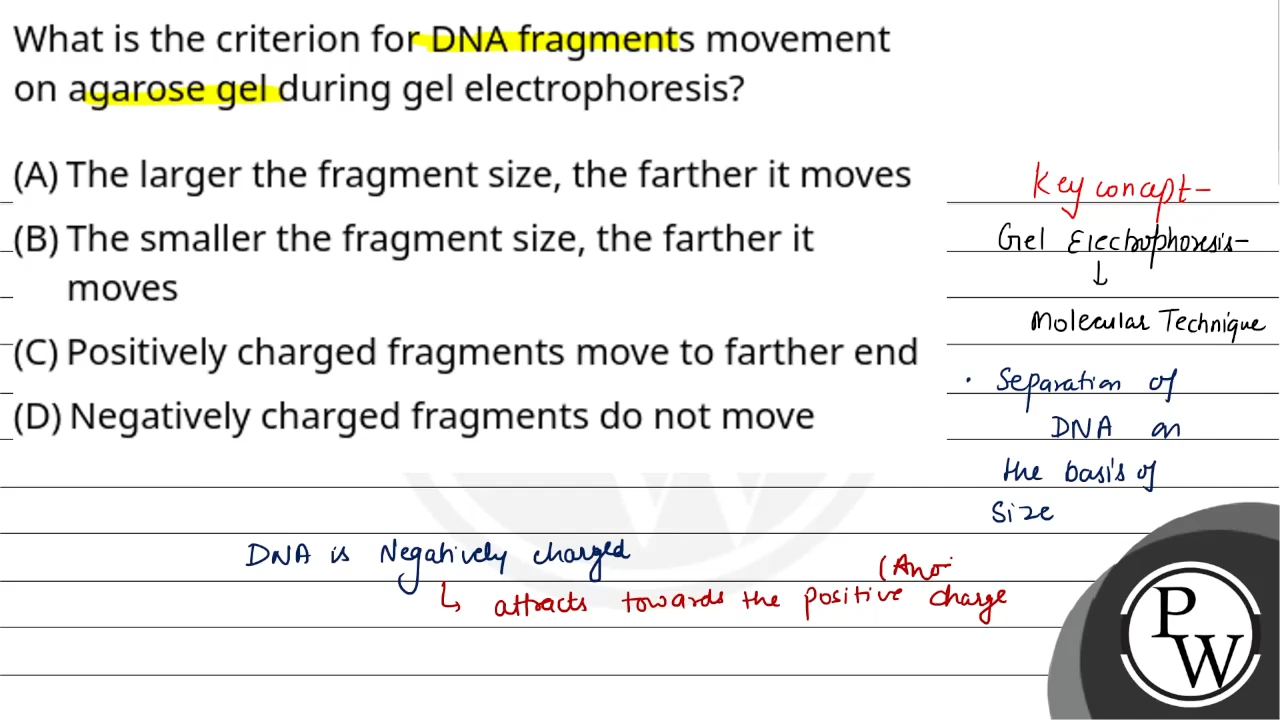 What is the criterion for DNA fragments movement
on agarose gel during gel electrophoresis?
(A) The larger the fragment size, the farther it moves
(B) The smaller the fragment size, the farther it
moves
(C) Positively charged fragments move to farther end
(D) Negatively charged fragments do not move
Key concept-
Gel Electrophoresis-
↓
Molecular Technique
• Separation of
DNA on
the basis of
Size
DNA is Negatively charged
(Ano
↳ attracts towards the positive charge
PW